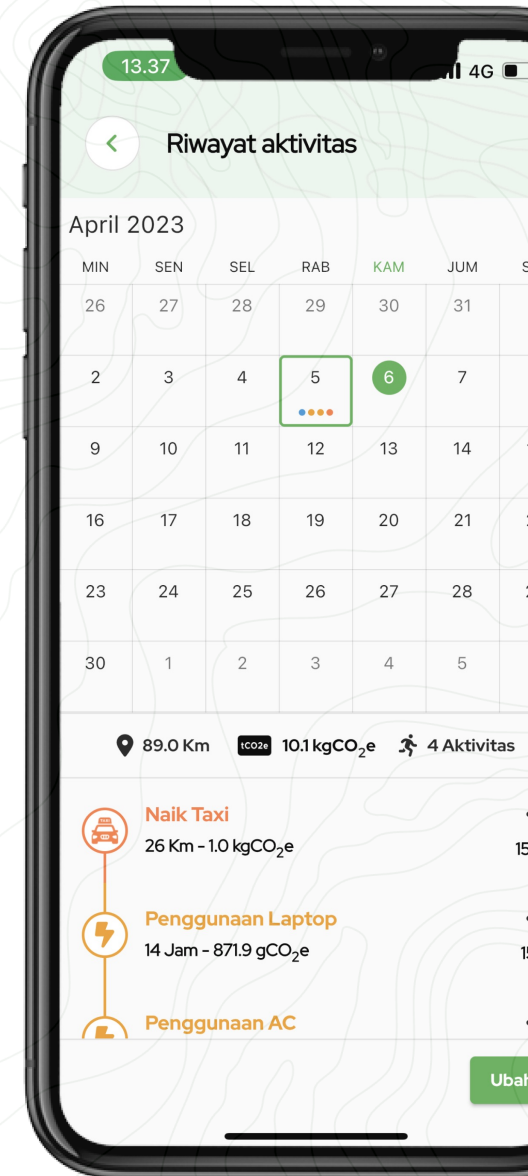 13.37 4G
Riwayat aktivitas
April 2023
MIN SEN SEL RAB KAM JUM
26 27 28 29 30 31
2 3 4 5 6 7
9 10 11 12 13 14
16 17 18 19 20 21
23 24 25 26 27 28
30 1 2 3 4 5
89.0 Km tCO2e 10.1 kgCO₂e 4 Aktivitas
Naik Taxi
26 Km - 1.0 kgCO₂e
Penggunaan Laptop
14 Jam - 871.9 gCO₂e
Penggunaan AC
Ubah